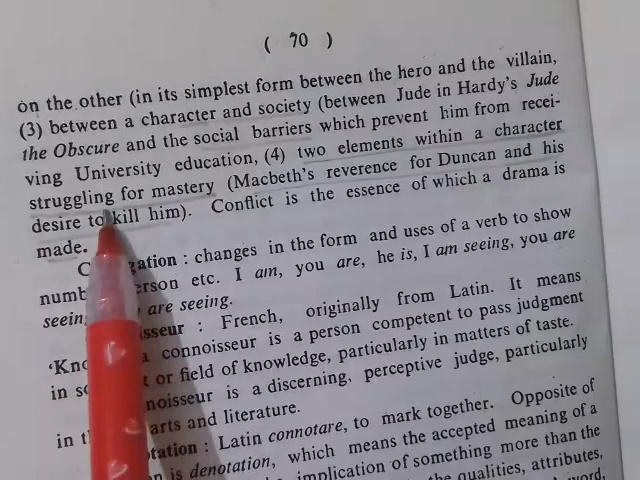 ( 70 )
on the other (in its simplest form between the hero and the villain,
(3) between a character and society (between Jude in Hardy's Jude
the Obscure and the social barriers which prevent him from recei-
ving University education, (4) two elements within a character
struggling for mastery (Macbeth's reverence for Duncan and his
desire to kill him). Conflict is the essence of which a drama is
made.
gation : changes in the form and uses of a verb to show
numb erson etc. I am, you are, he is, I am seeing, you are
seein are seeing.
isseur : French, originally from Latin. It means
'Kno a connoisseur is a person competent to pass judgment
in so t or field of knowledge, particularly in matters of taste.
noisseur is a discerning, perceptive judge, particularly
in t arts and literature.
otation : Latin connotare, to mark together. Opposite of
n is denotation, which means the accepted meaning of a
implication of something more than the
the qualities, attributes,
word,